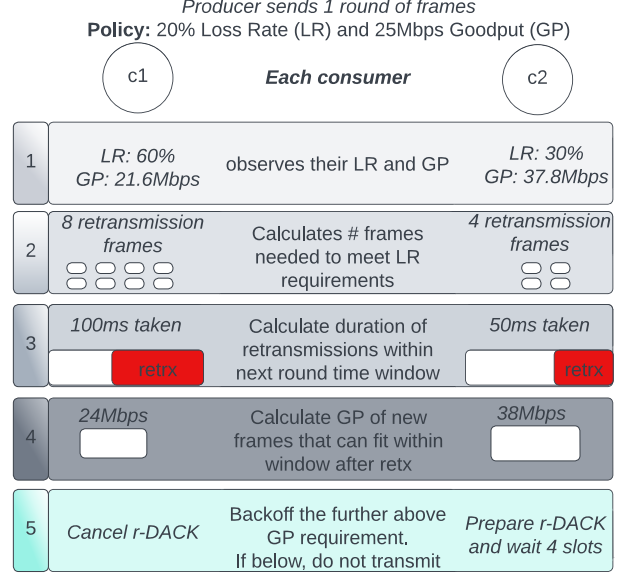 Producer sends 1 round of frames
Policy: 20% Loss Rate (LR) and 25Mbps Goodput (GP)
c1
Each consumer
c2
1
LR: 60%
GP: 21.6Mbps
observes their LR and GP
LR: 30%
GP: 37.8Mbps
2
8 retransmission
frames
Calculates # frames
needed to meet LR
requirements
4 retransmission
frames
3
100ms taken
retrx
Calculate duration of
retransmissions within
next round time window
50ms taken
retrx
4
24Mbps
Calculate GP of new
frames that can fit within
window after retx
38Mbps
5
Cancel r-DACK
Backoff the further above
GP requirement.
If below, do not transmit
Prepare r-DACK
and wait 4 slots